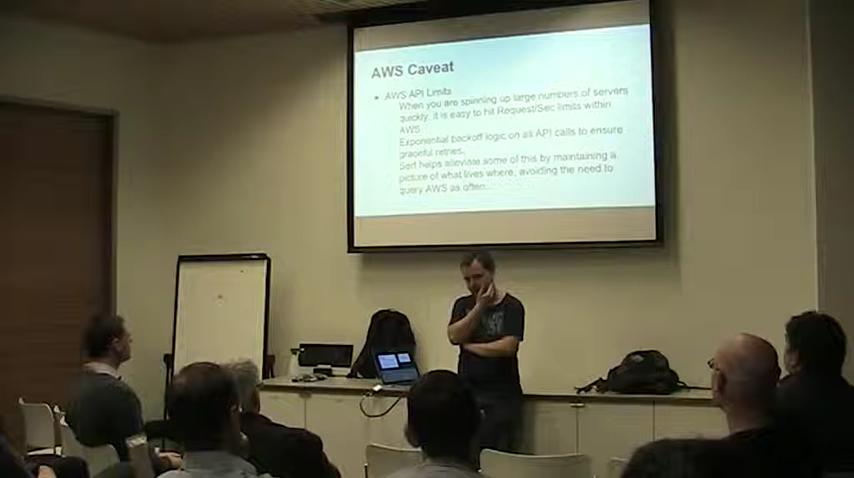 AWS Caveat
AWS API Limits
When you are spinning up large numbers of servers
quickly, it is easy to hit Request/Sec limits within
AWS
Exponential backoff logic on all API calls to ensure
graceful retries.
Serf helps alleviate some of this by maintaining a
picture of what lives where, avoiding the need to
query AWS as often...